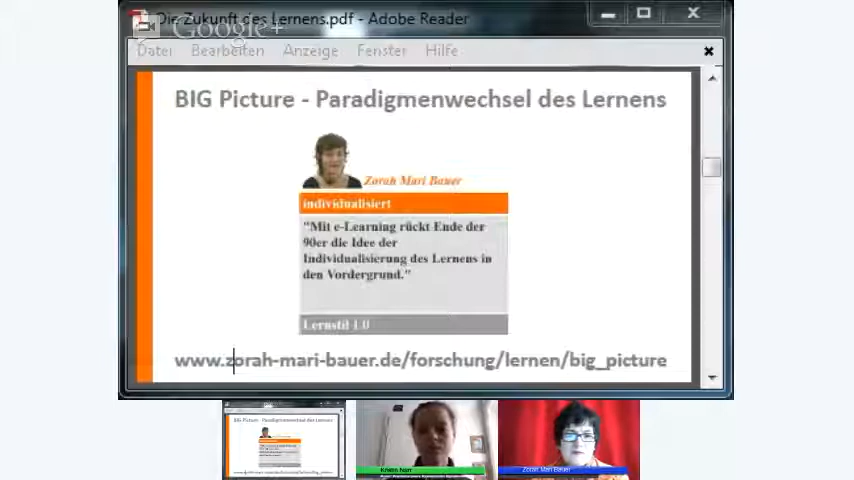 Die Zukunft des Lernens.pdf - Adobe Reader
Google+
Datei Bearbeiten Anzeige Fenster Hilfe
BIG Picture - Paradigmenwechsel des Lernens
Zorah Mari Bauer
individualisiert
"Mit e-Learning rückt Ende der
90er die Idee der
Individualisierung des Lernens in
den Vordergrund."
Lernstil 1.0
www.zorah-mari-bauer.de/forschung/lernen/big_picture
Zorah Mari Bauer